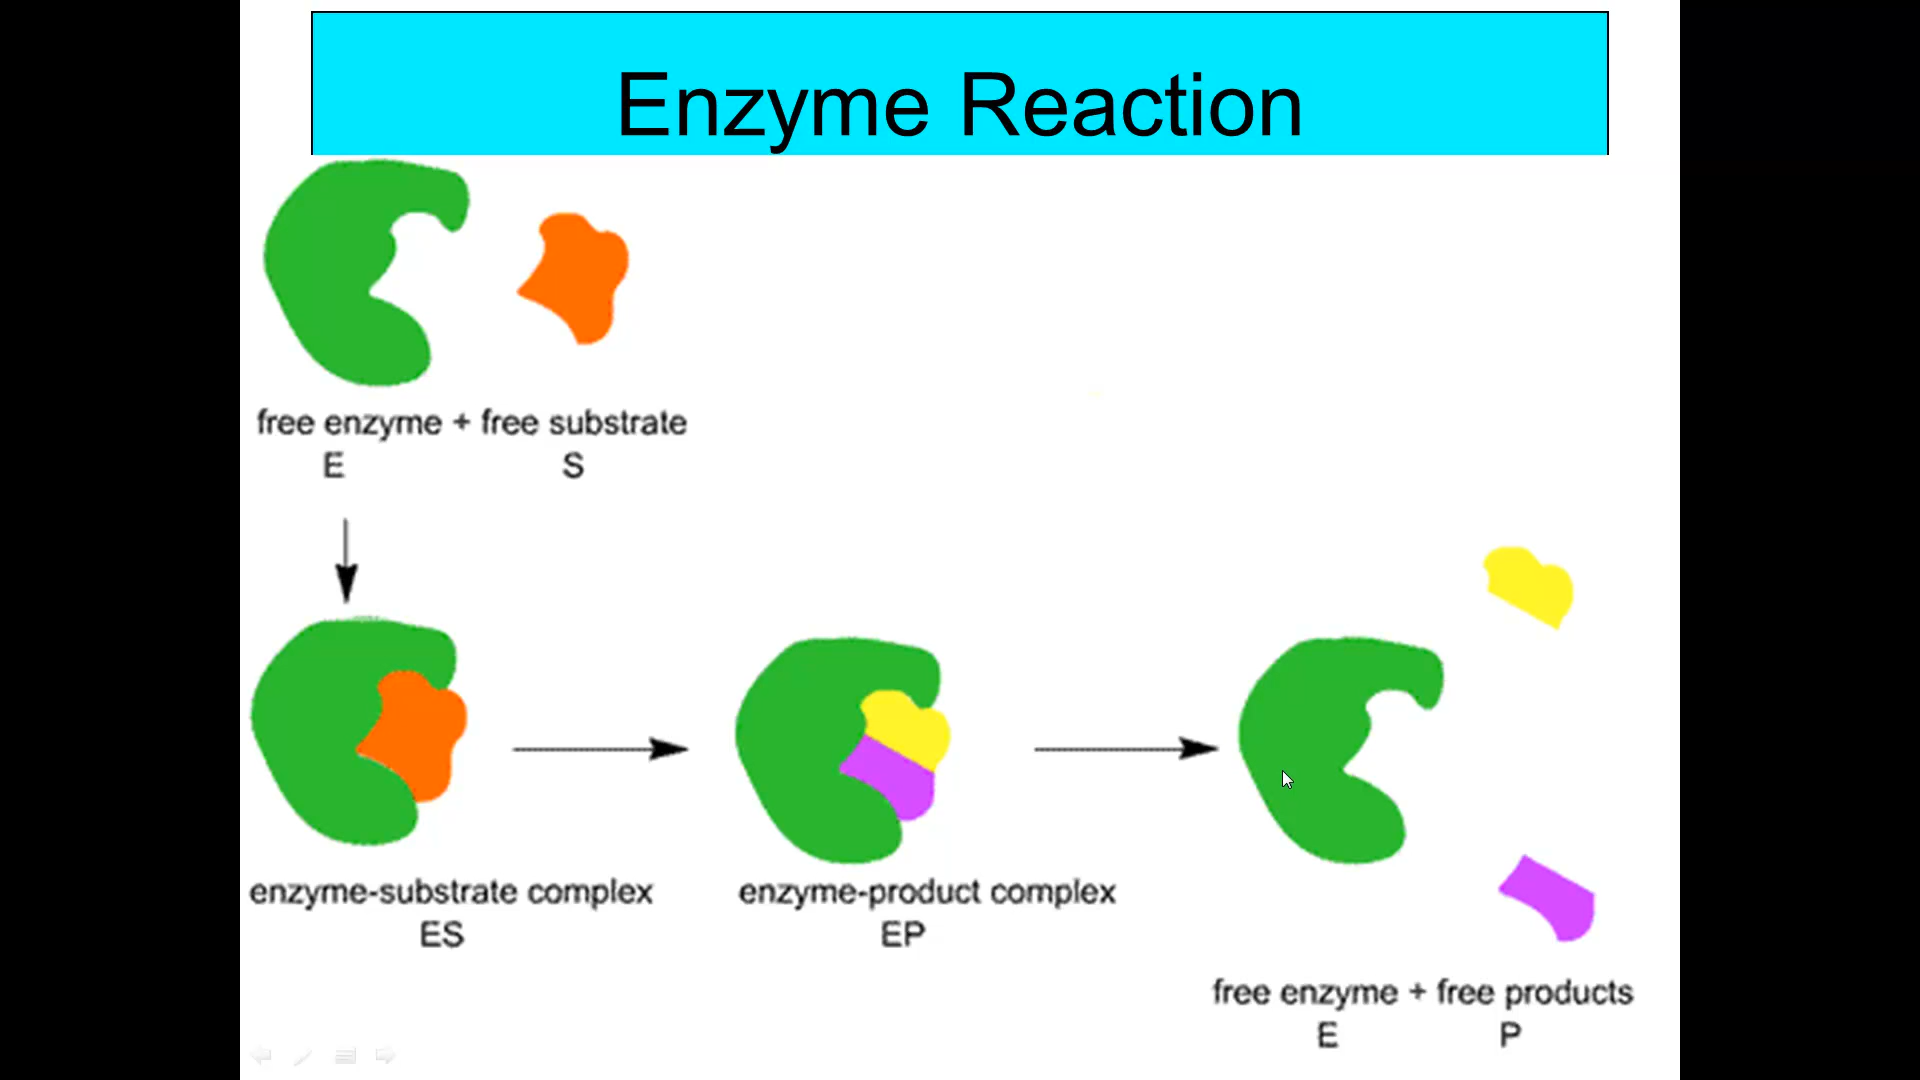 Enzyme Reaction
free enzyme + free substrate
E S
enzyme-substrate complex
ES
enzyme-product complex
EP
free enzyme + free products
E P